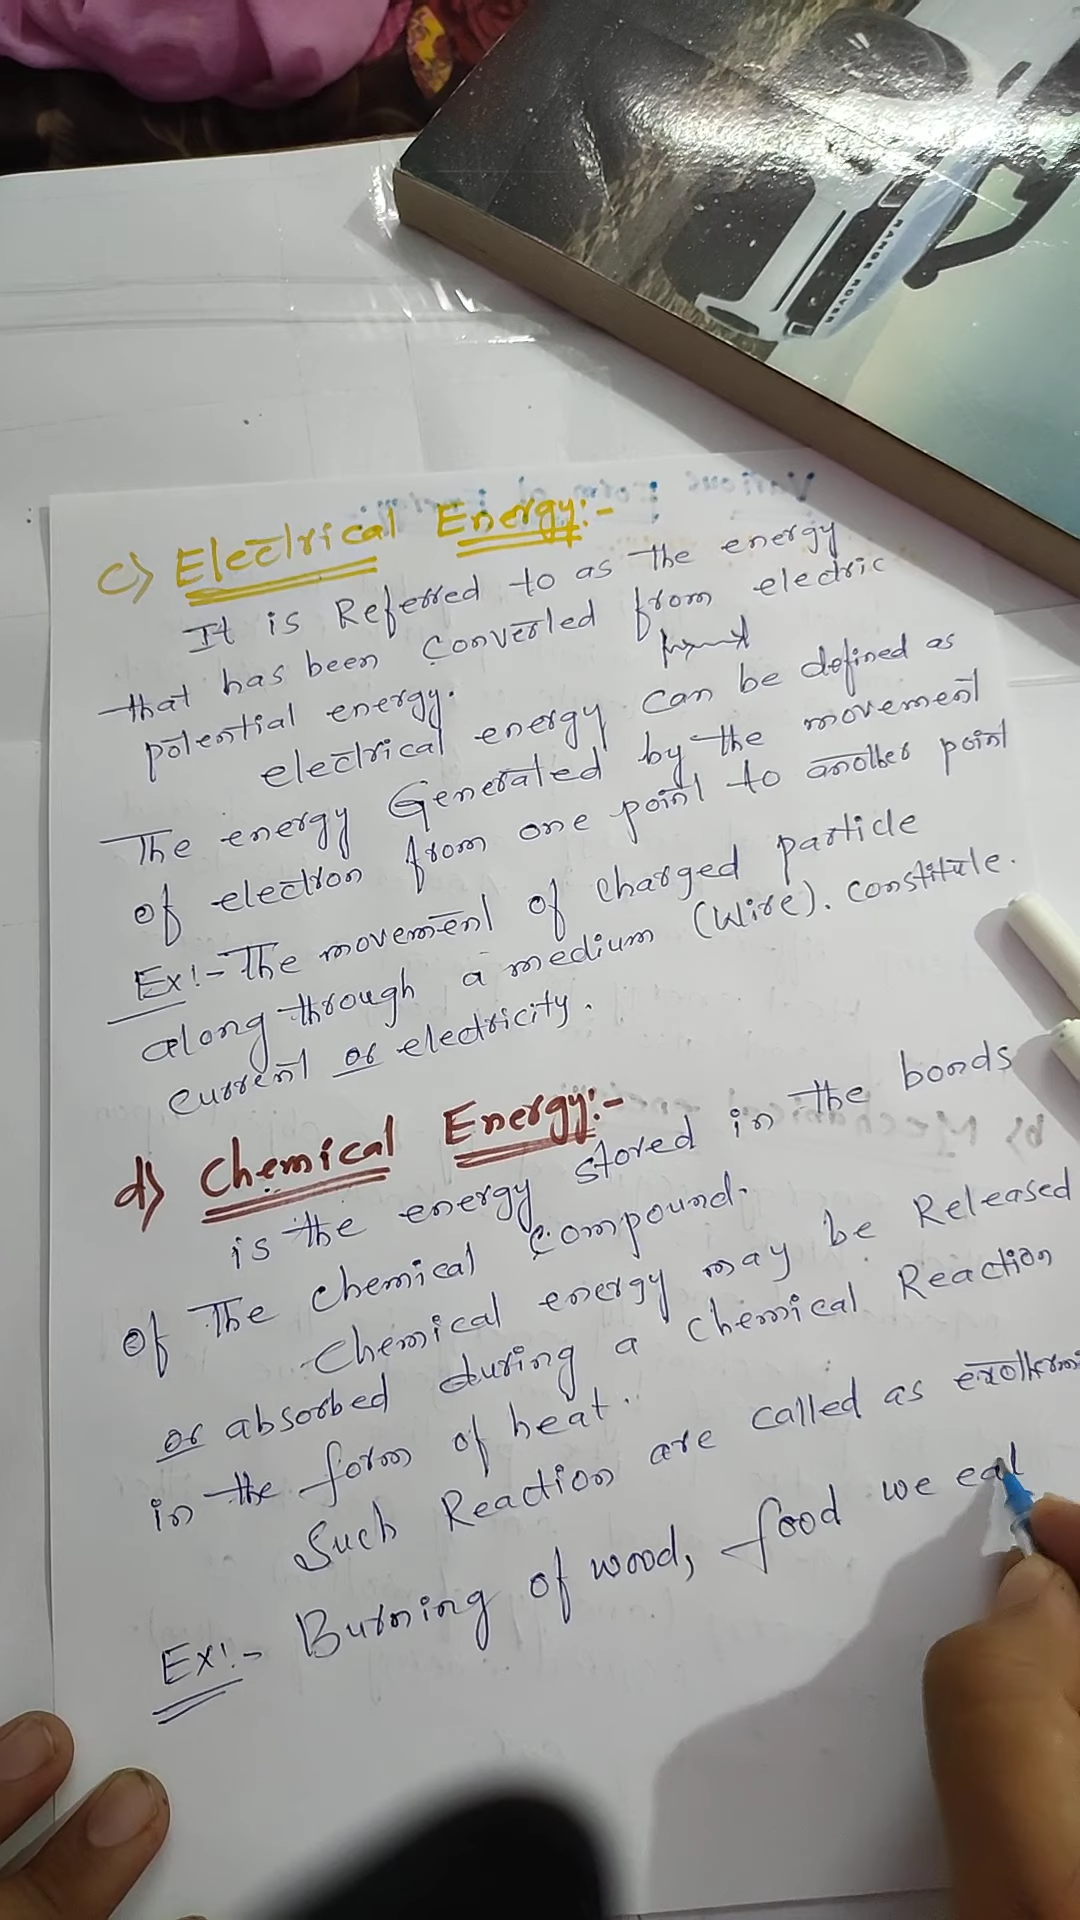 RANGE ROVER
c) Electrical Energy:-
It is Referred to as the energy
that has been converted from electric
potential energy.
electrical energy can be defined as
The energy Generated by the movement
of electron from one point to another point
Ex:- The movement of charged particle
along through a medium (wire). constitute.
current or electricity.
d) Chemical Energy:-
is the energy stored in the bonds
of The chemical compound.
Chemical energy may be Released
or absorbed during a chemical Reaction
in the form of heat.
Such Reaction are called as exothermi
Ex:- Burning of wood, food we eat